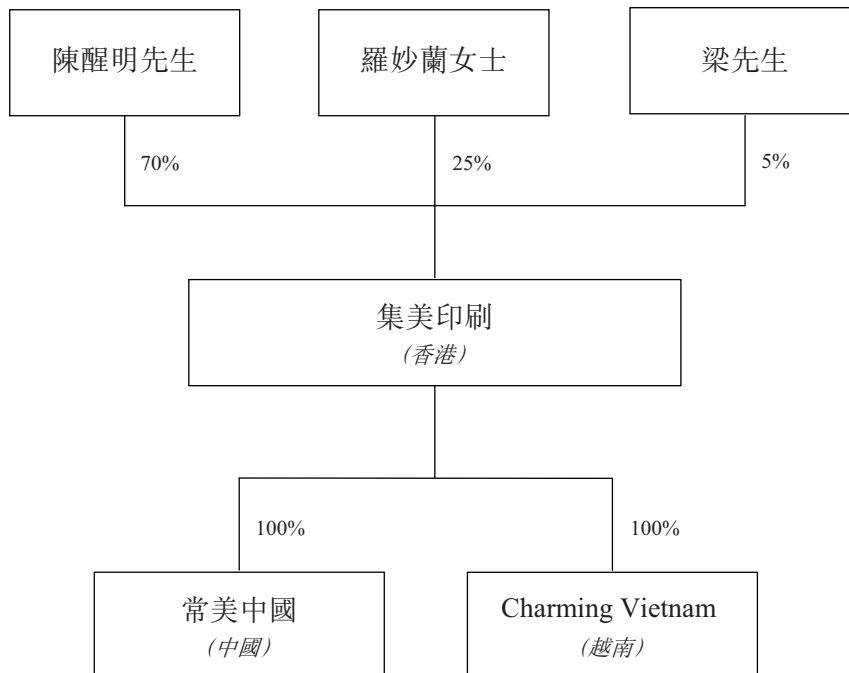 陳醒明先生
羅妙蘭女士
梁先生
70%
25%
5%
集美印刷
(香港)
100%
100%
常美中國
(中國)
Charming Vietnam
(越南)